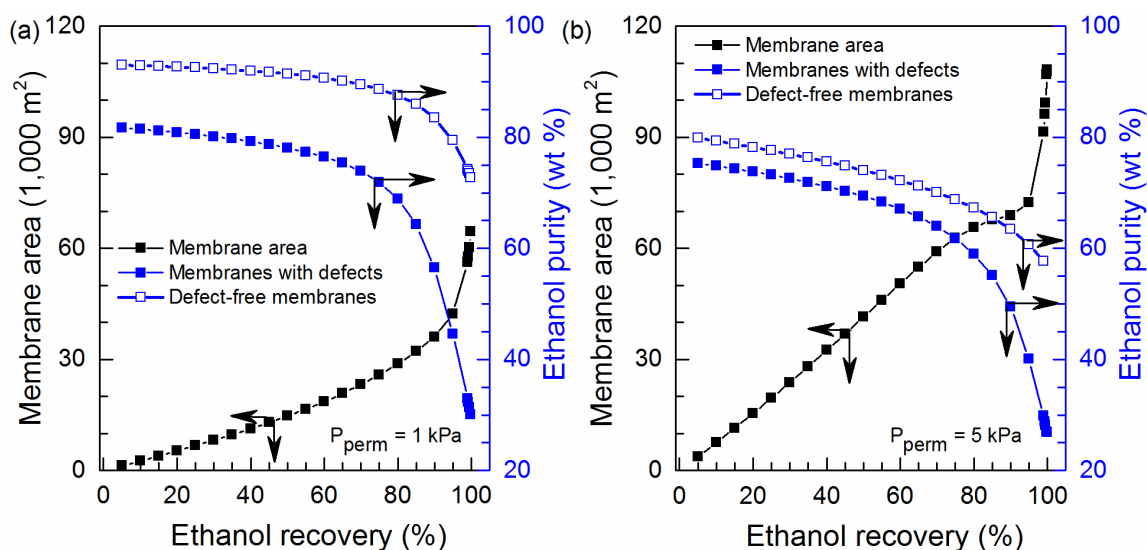 (a)
Membrane area (1,000 m²)
120
90
60
30
0
Membrane area
Membranes with defects
Defect-free membranes
P_perm = 1 kPa
0 20 40 60 80 100
Ethanol recovery (%)
100
80
60
40
20
Ethanol purity (wt %)
(b)
Membrane area (1,000 m²)
120
90
60
30
0
Membrane area
Membranes with defects
Defect-free membranes
P_perm = 5 kPa
0 20 40 60 80 100
Ethanol recovery (%)
100
80
60
40
20
Ethanol purity (wt %)